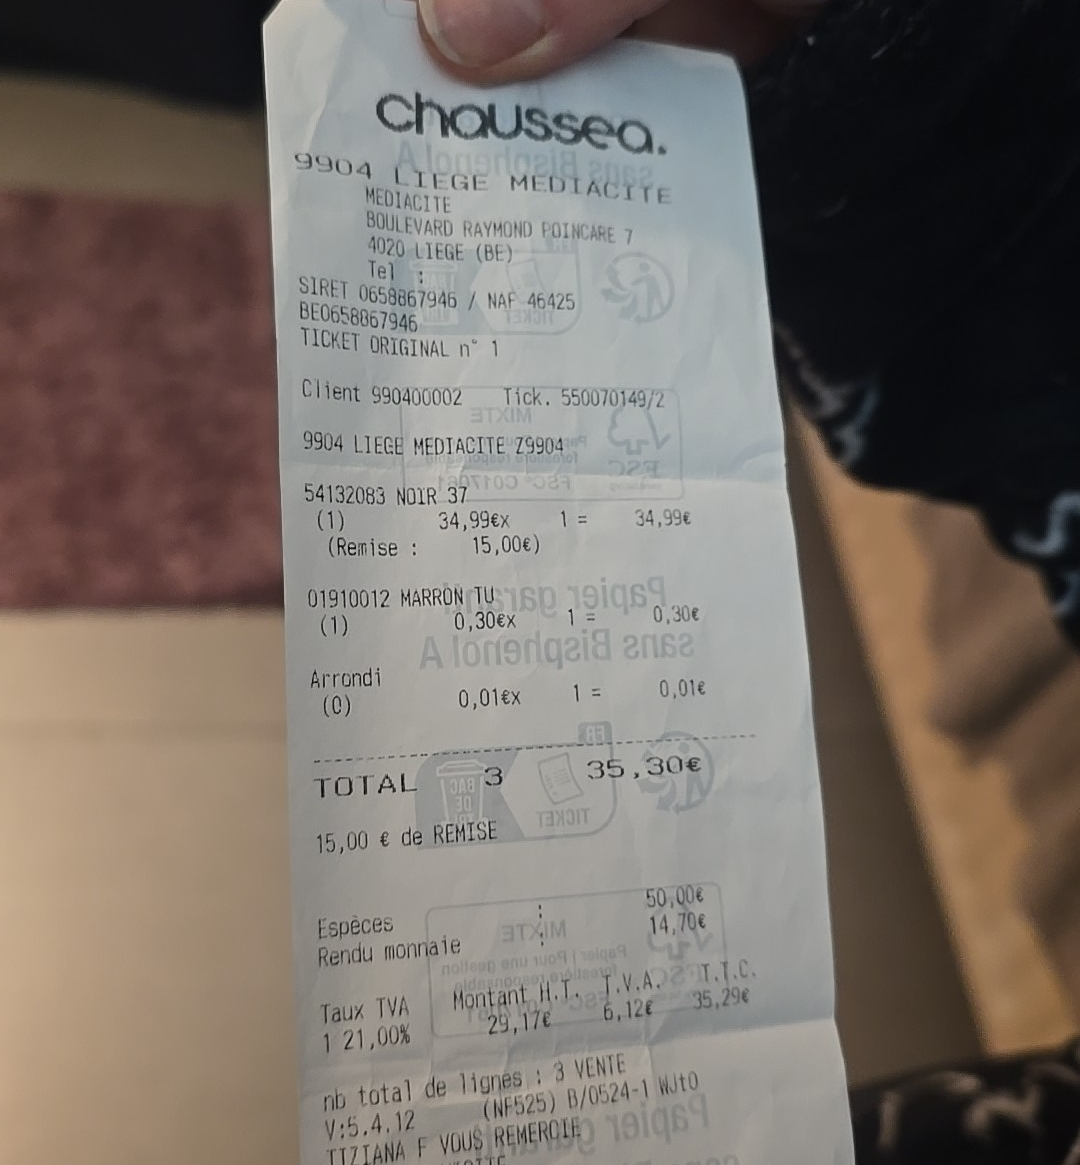 chaussea.
9904 LIEGE MEDIACITE
MEDIACITE
BOULEVARD RAYMOND POINCARE 7
4020 LIEGE (BE)
Tel :
SIRET 0658867946 / NAF 46425
BE0658867946
TICKET ORIGINAL n° 1
Client 990400002 Tick. 550070149/2
9904 LIEGE MEDIACITE Z9904
54132083 NOIR 37
(1) 34,99€x 1 = 34,99€
(Remise : 15,00€)
01910012 MARRON TU
(1) 0,30€x 1 = 0,30€
Papier garanti
sans Bisphenol A
Arrondi
(0) 0,01€x 1 = 0,01€
TOTAL 3 35,30€
15,00 € de REMISE
Espèces 50,00€
Rendu monnaie 14,70€
Taux TVA Montant H.T. T.V.A. T.T.C.
1 21,00% 29,17€ 6,12€ 35,29€
nb total de lignes : 3 VENTE
V:5.4.12 (NF525) B/0524-1 WJtO
TIZIANA F VOUS REMERCIE